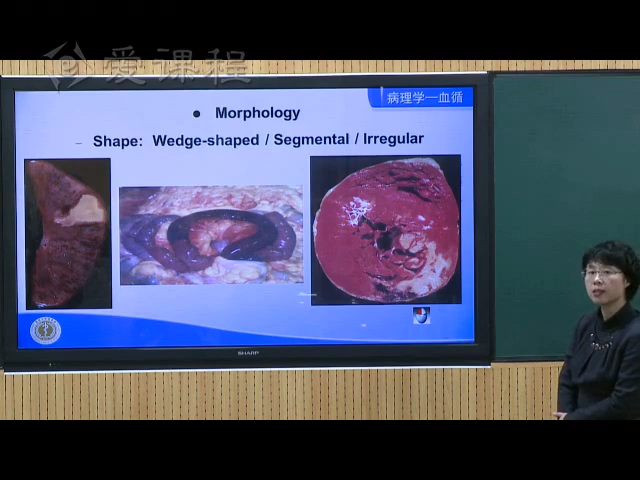 爱课程
病理学—血循
● Morphology
– Shape: Wedge-shaped / Segmental / Irregular
SHARP